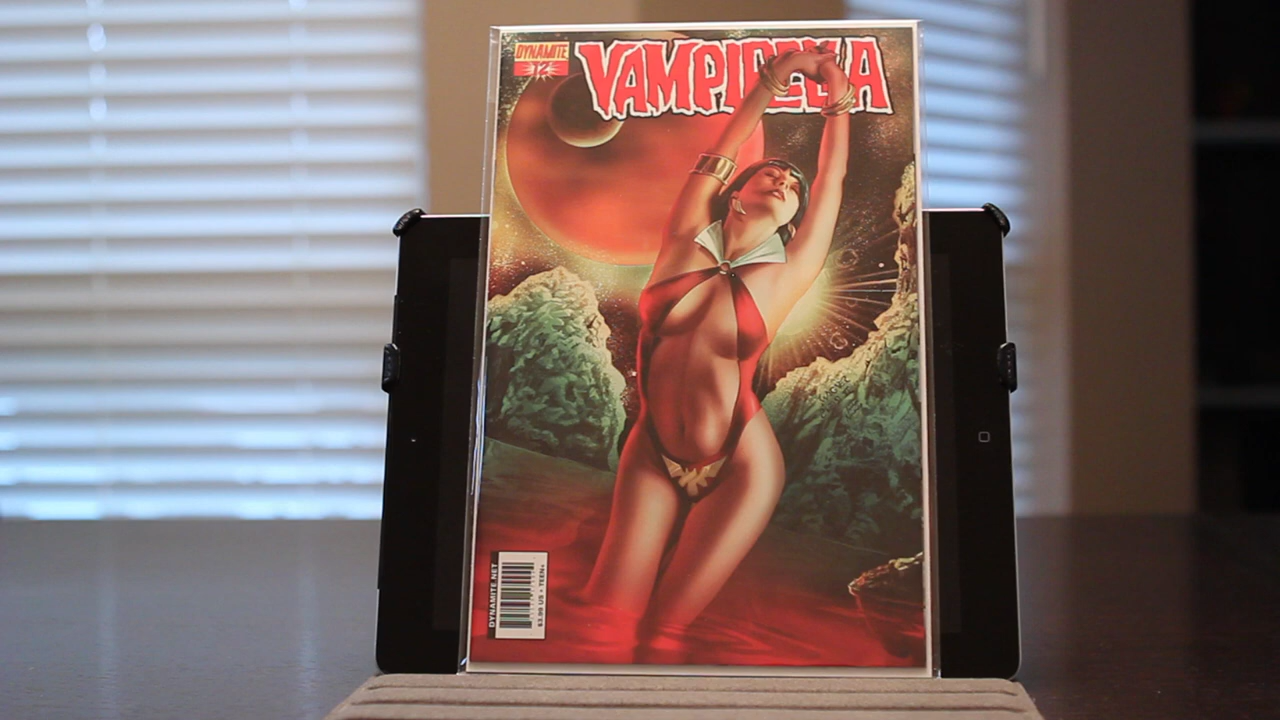 DYNAMITE
12
VAMPIRELLA
DYNAMITE.NET
$3.99 US • TEEN+